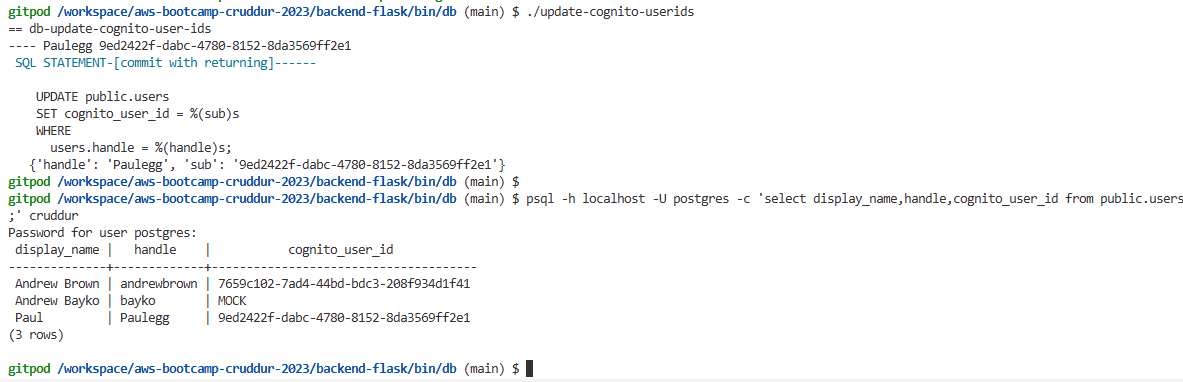 gitpod /workspace/aws-bootcamp-cruddur-2023/backend-flask/bin/db (main) $ ./update-cognito-userids
== db-update-cognito-user-ids
---- Paulegg 9ed2422f-dabc-4780-8152-8da3569ff2e1
SQL STATEMENT-[commit with returning]------
UPDATE public.users
SET cognito_user_id = %(sub)s
WHERE
users.handle = %(handle)s;
{'handle': 'Paulegg', 'sub': '9ed2422f-dabc-4780-8152-8da3569ff2e1'}
gitpod /workspace/aws-bootcamp-cruddur-2023/backend-flask/bin/db (main) $
gitpod /workspace/aws-bootcamp-cruddur-2023/backend-flask/bin/db (main) $ psql -h localhost -U postgres -c 'select display_name,handle,cognito_user_id from public.users
;' cruddur
Password for user postgres:
display_name | handle | cognito_user_id
--------------+-------------+--------------------------------------
Andrew Brown | andrewbrown | 7659c102-7ad4-44bd-bdc3-208f934d1f41
Andrew Bayko | bayko | MOCK
Paul | Paulegg | 9ed2422f-dabc-4780-8152-8da3569ff2e1
(3 rows)
gitpod /workspace/aws-bootcamp-cruddur-2023/backend-flask/bin/db (main) $